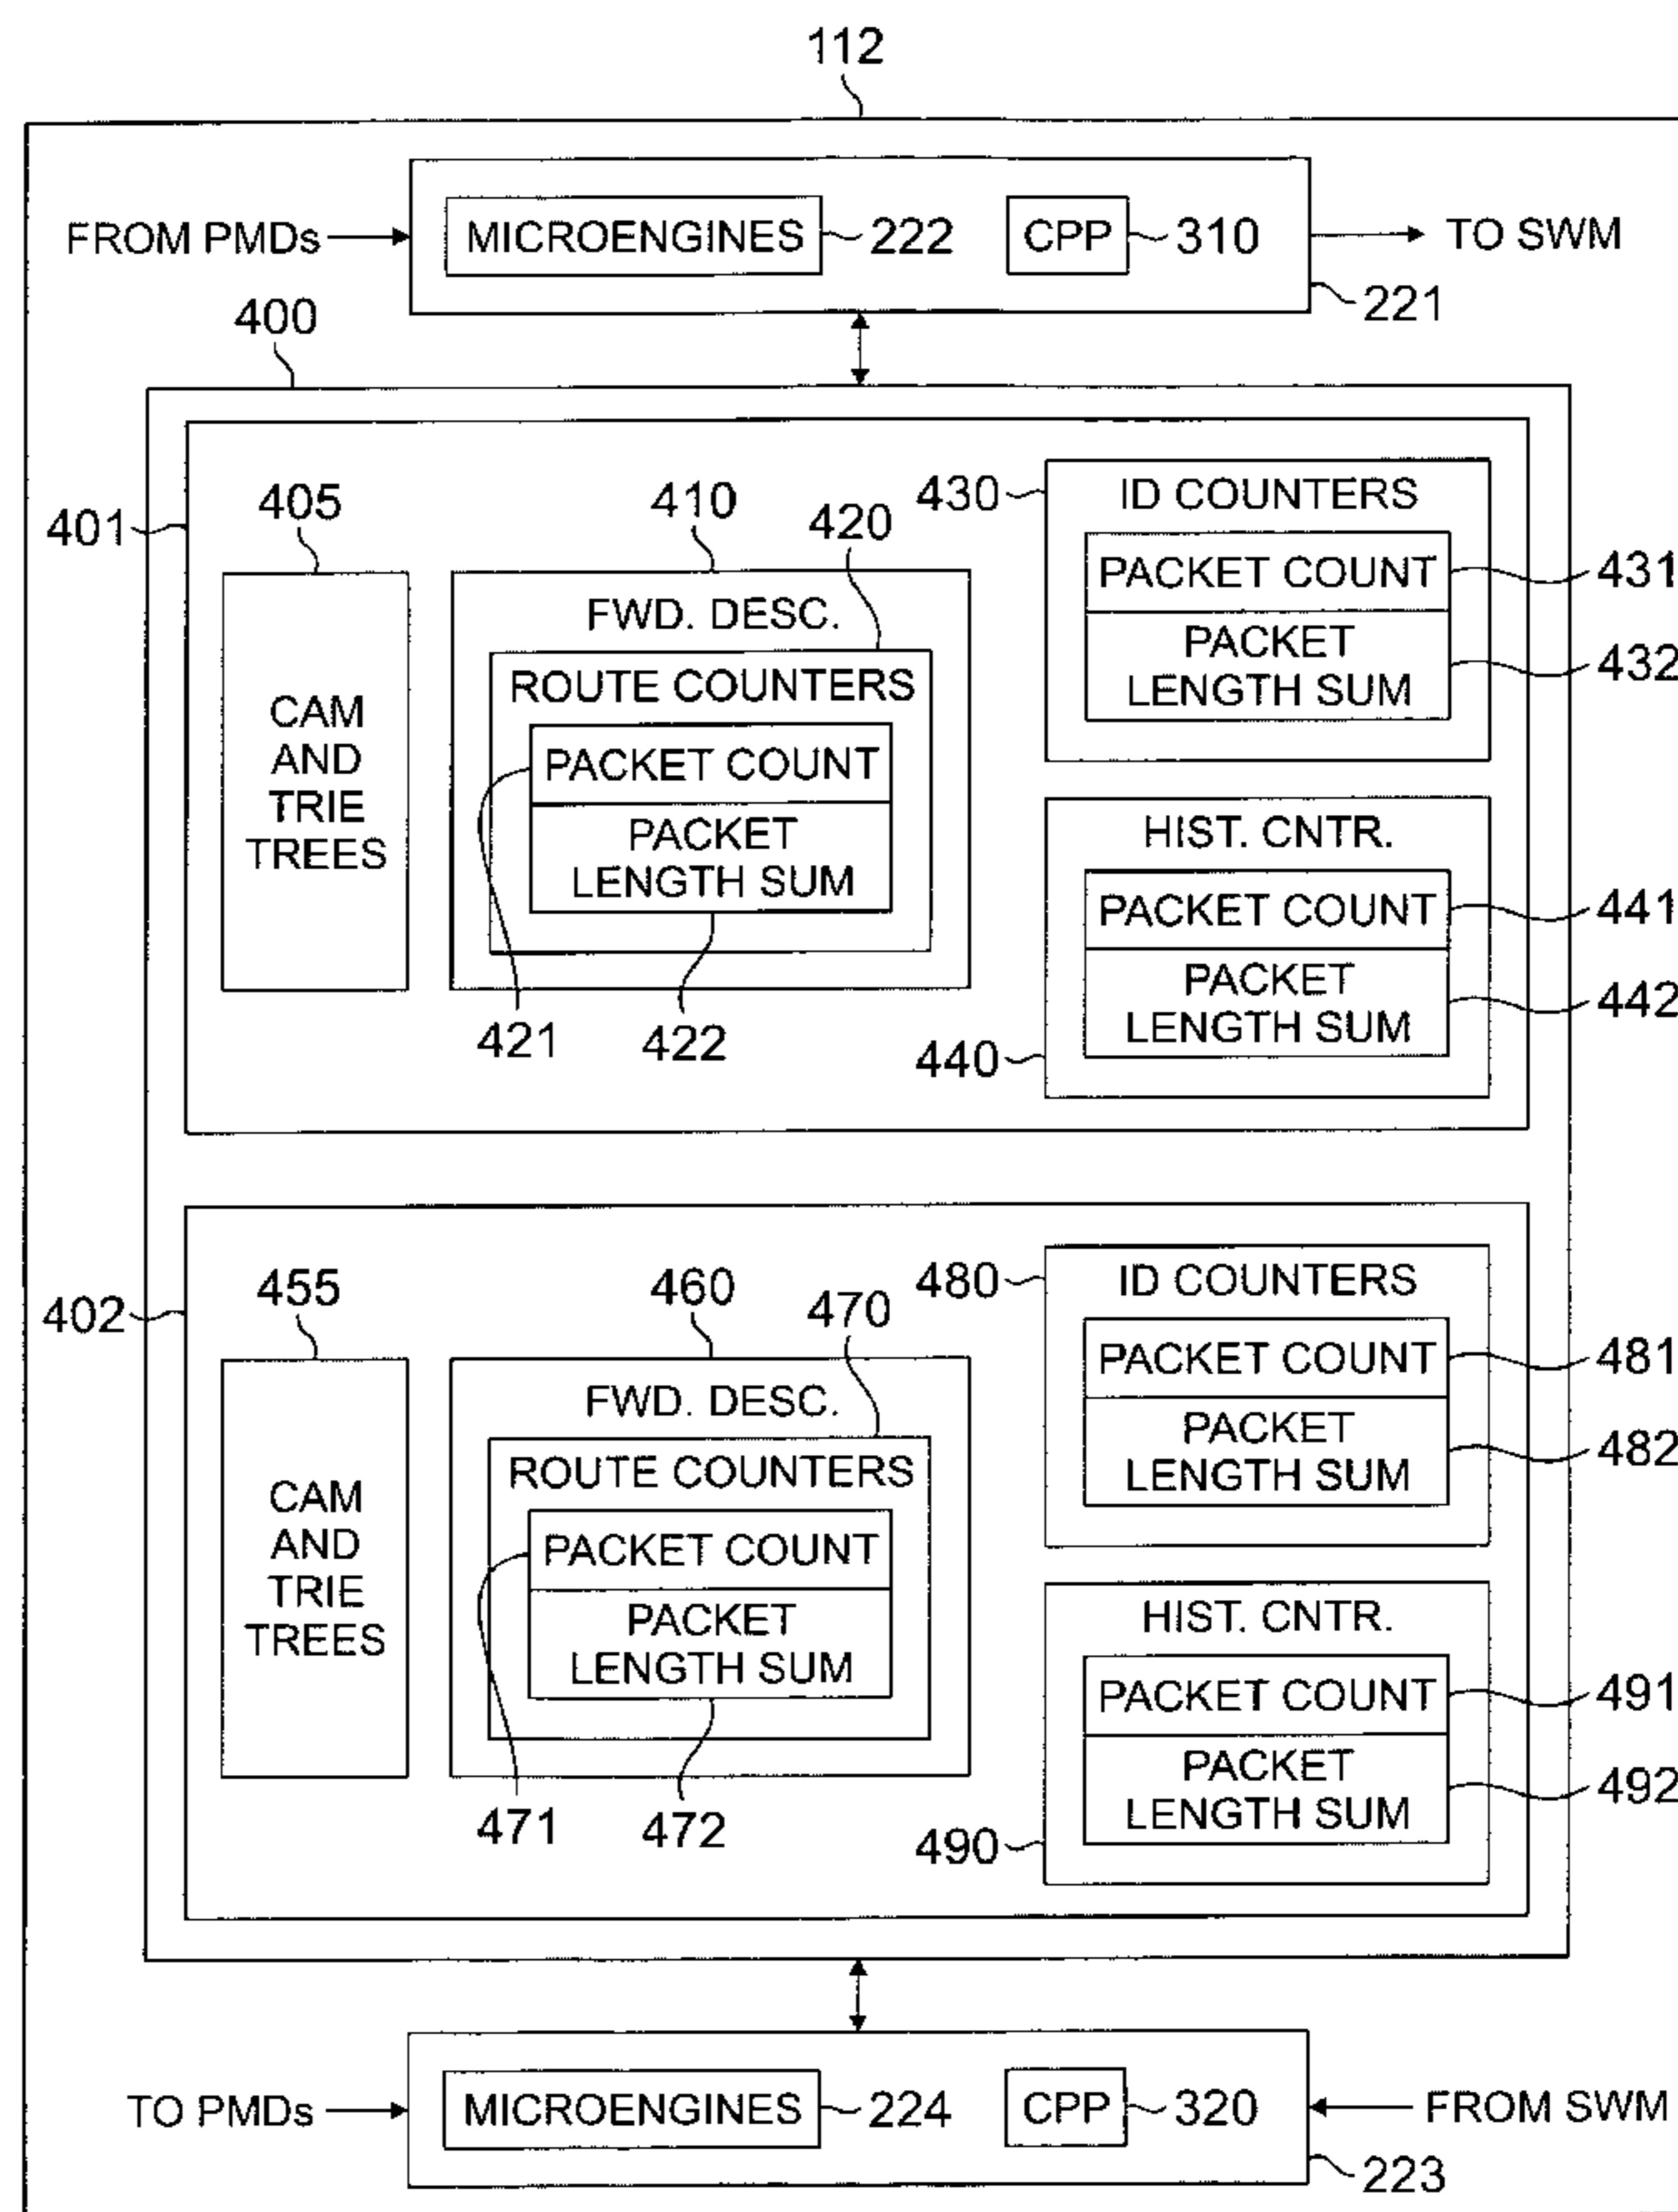 112
FROM PMDs
MICROENGINES
222
CPP
310
TO SWM
221
400
401
405
CAM
AND
TRIE
TREES
410
420
FWD. DESC.
ROUTE COUNTERS
PACKET COUNT
PACKET
LENGTH SUM
421
422
430
ID COUNTERS
PACKET COUNT
431
PACKET
LENGTH SUM
432
HIST. CNTR.
PACKET COUNT
441
PACKET
LENGTH SUM
442
440
402
455
CAM
AND
TRIE
TREES
460
470
FWD. DESC.
ROUTE COUNTERS
PACKET COUNT
PACKET
LENGTH SUM
471
472
480
ID COUNTERS
PACKET COUNT
481
PACKET
LENGTH SUM
482
HIST. CNTR.
PACKET COUNT
491
PACKET
LENGTH SUM
492
490
TO PMDs
MICROENGINES
224
CPP
320
FROM SWM
223